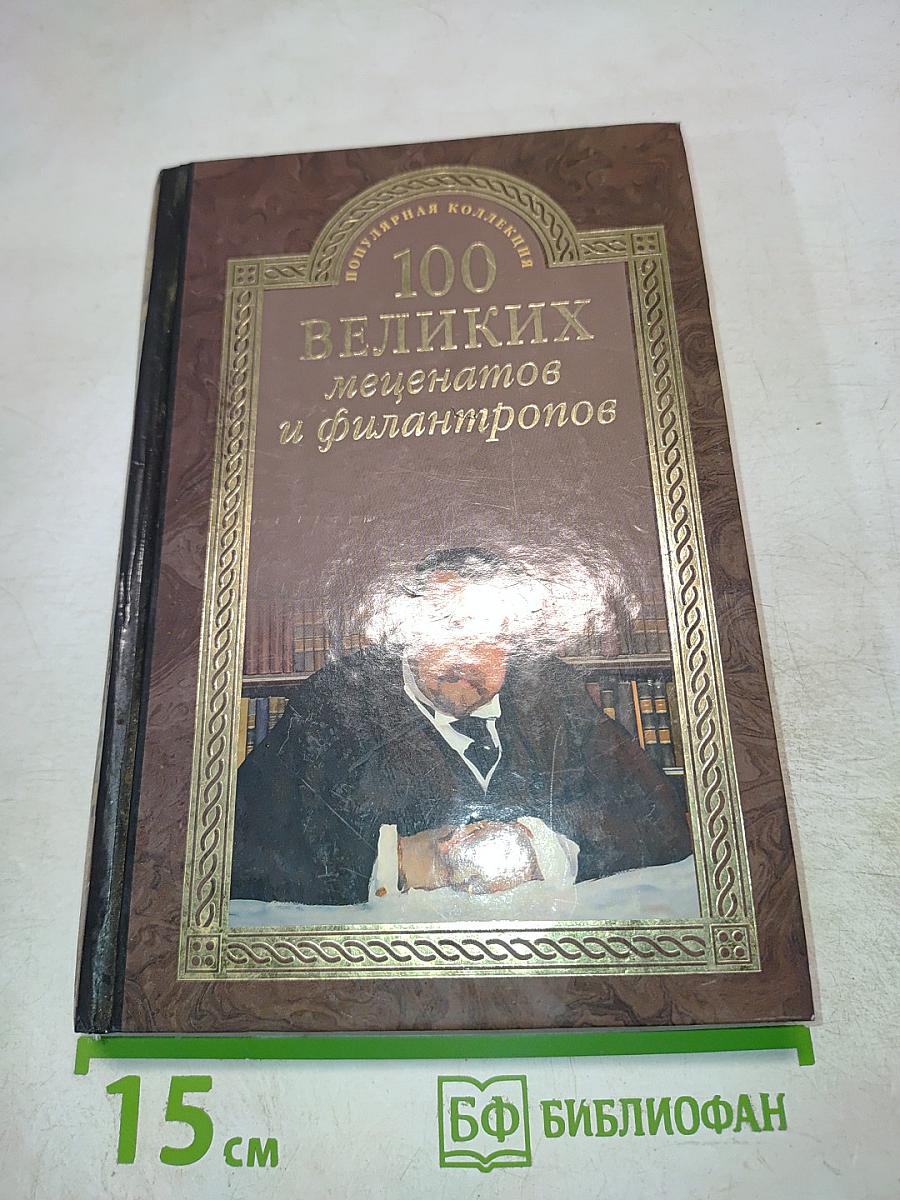 ПОПУЛЯРНАЯ КОЛЛЕКЦИЯ
100
ВЕЛИКИХ
меценатов
и филантропов
15 см
БФ БИБЛИОФАН